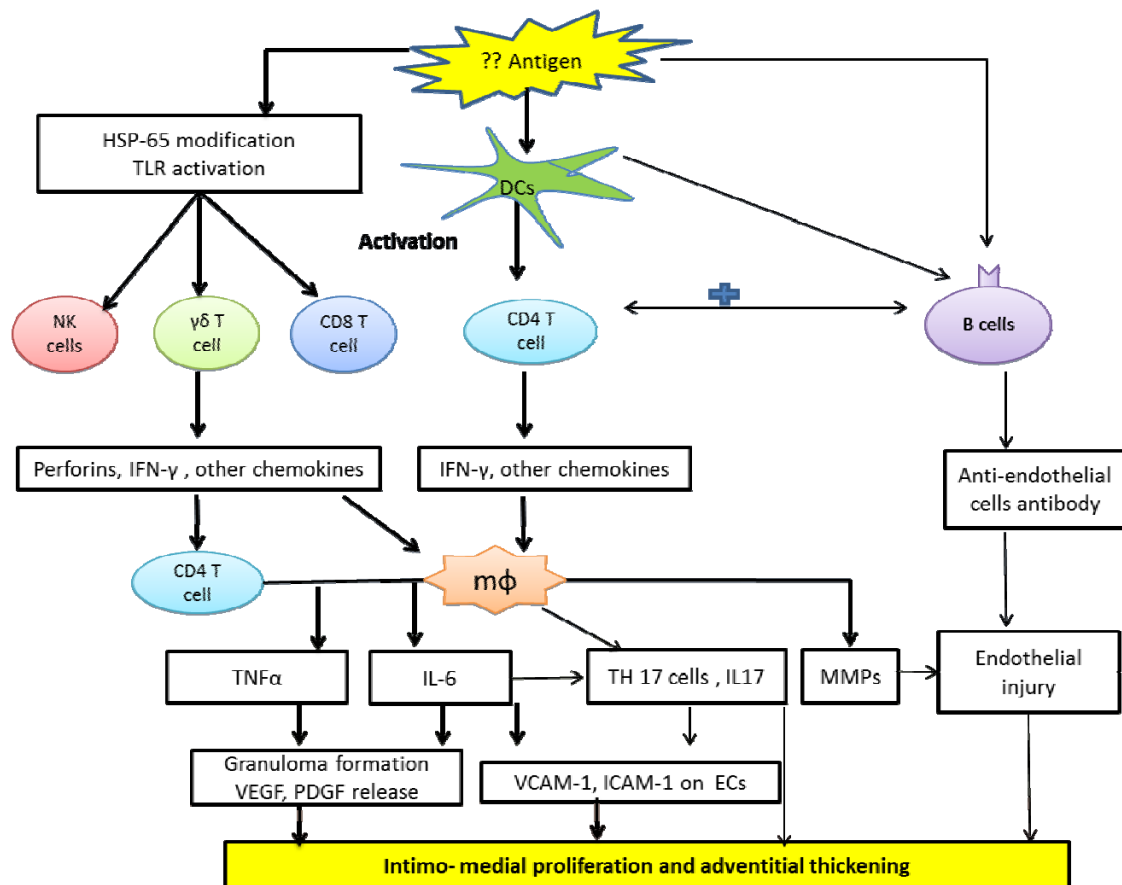 ?? Antigen
HSP-65 modification
TLR activation
DCs
Activation
NK
cells
γδ T
cell
CD8 T
cell
CD4 T
cell
B cells
Perforins, IFN-γ , other chemokines
IFN-γ, other chemokines
Anti-endothelial
cells antibody
CD4 T
cell
mϕ
TNFα
IL-6
TH 17 cells , IL17
MMPs
Endothelial
injury
Granuloma formation
VEGF, PDGF release
VCAM-1, ICAM-1 on ECs
Intimo- medial proliferation and adventitial thickening